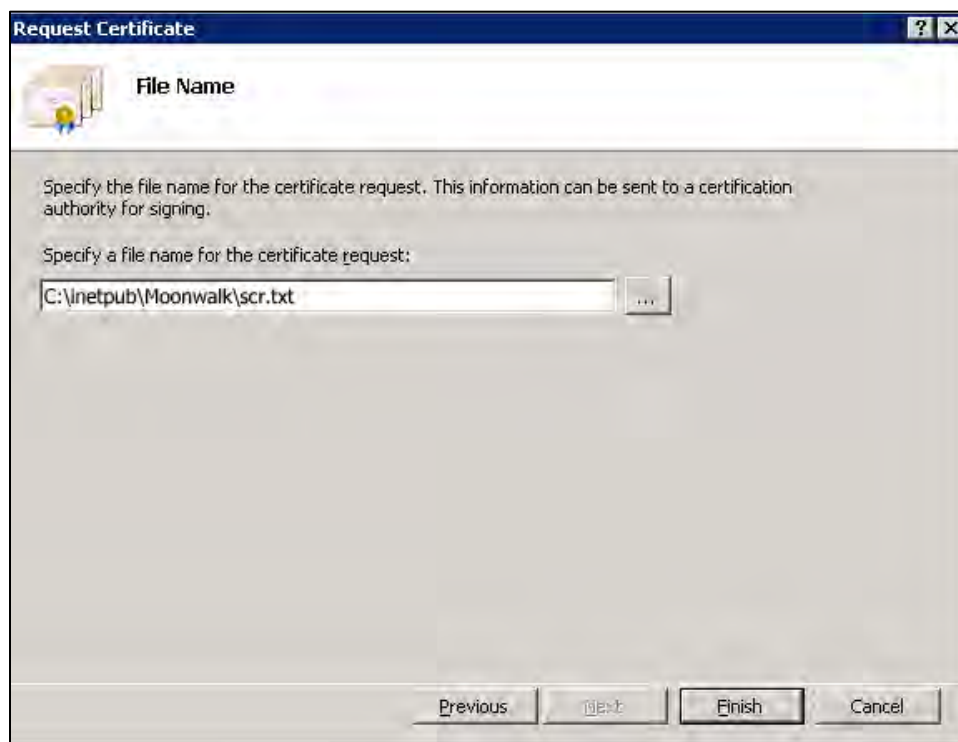 Request Certificate
File Name
Specify the file name for the certificate request. This information can be sent to a certification
authority for signing.
Specify a file name for the certificate request:
C:\inetpub\Moonwalk\scr.txt
...
Previous Next Finish Cancel